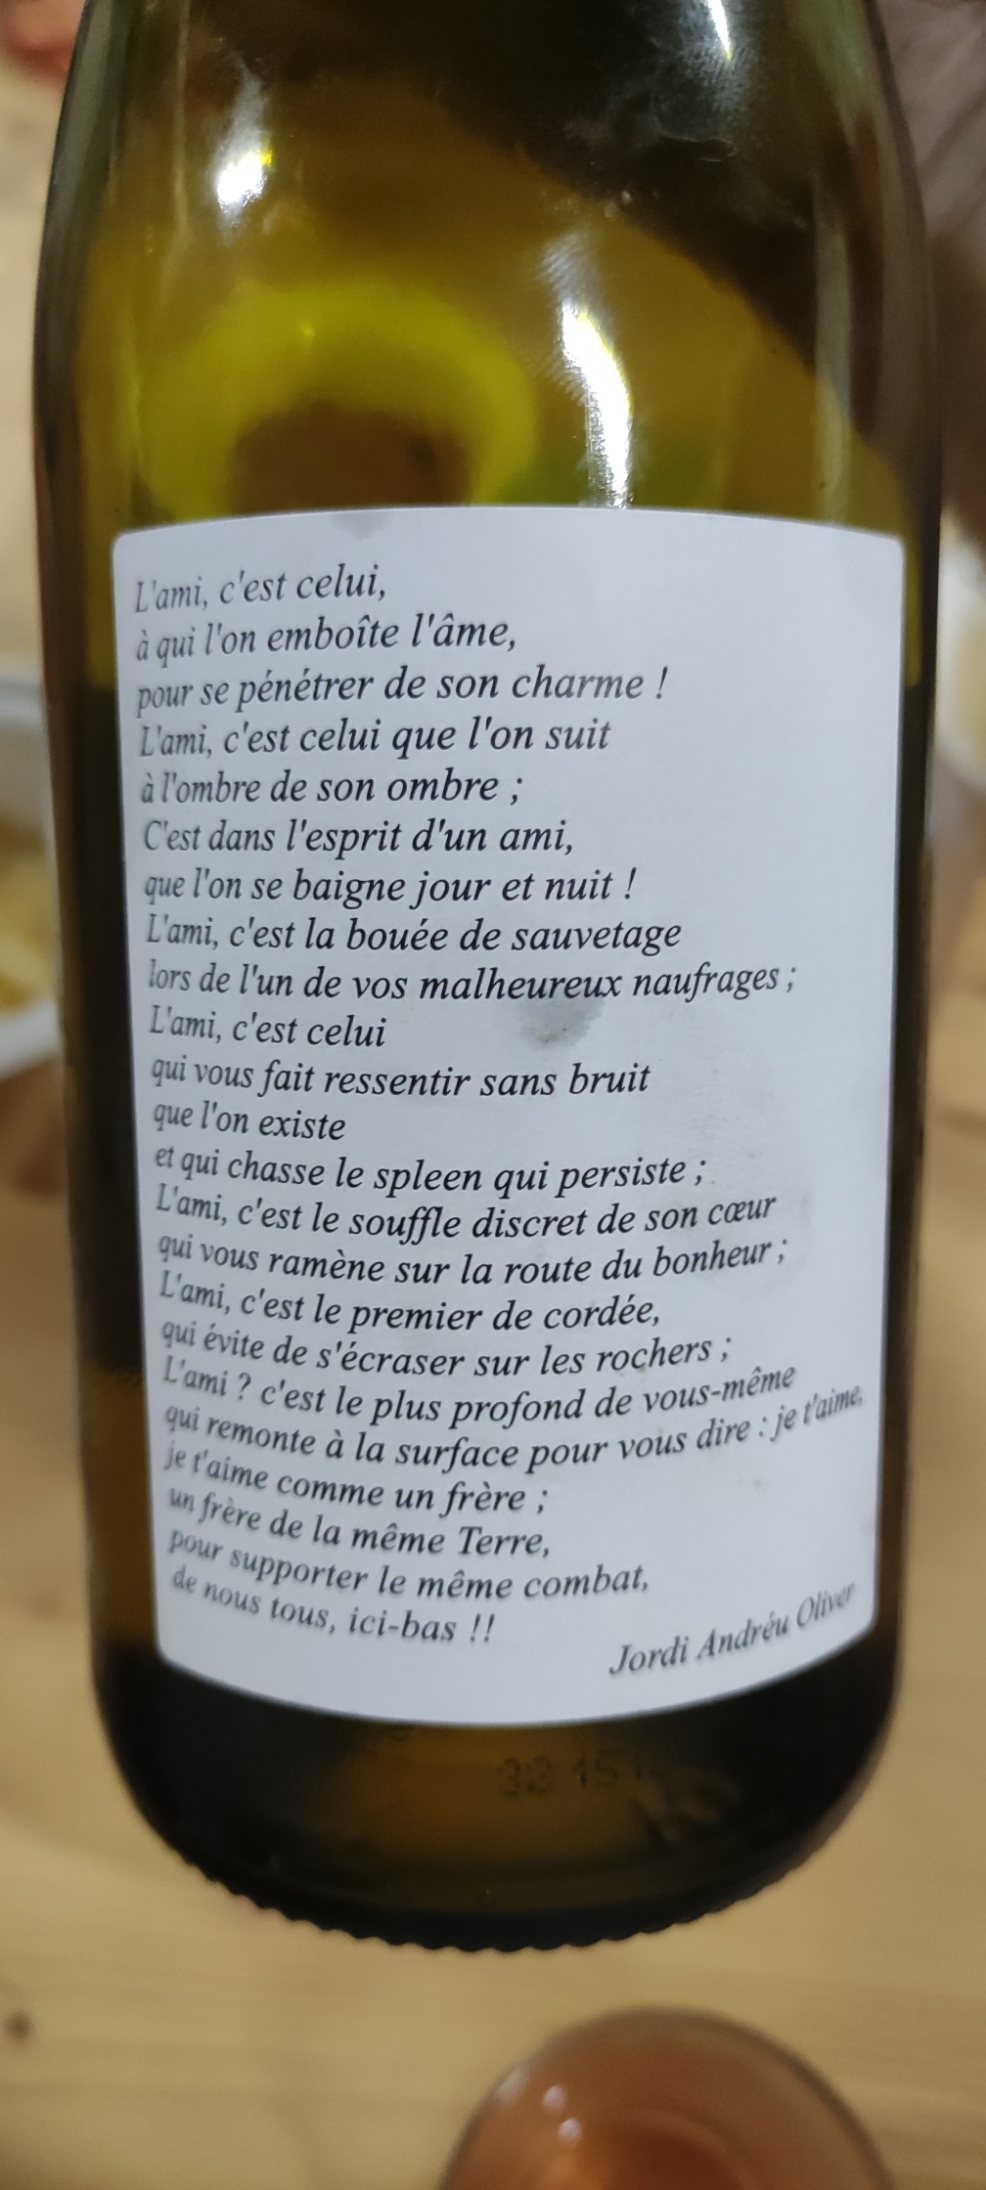 L'ami, c'est celui,
à qui l'on emboîte l'âme,
pour se pénétrer de son charme !
L'ami, c'est celui que l'on suit
à l'ombre de son ombre ;
C'est dans l'esprit d'un ami,
que l'on se baigne jour et nuit !
L'ami, c'est la bouée de sauvetage
lors de l'un de vos malheureux naufrages ;
L'ami, c'est celui
qui vous fait ressentir sans bruit
que l'on existe
et qui chasse le spleen qui persiste ;
L'ami, c'est le souffle discret de son cœur
qui vous ramène sur la route du bonheur ;
L'ami, c'est le premier de cordée,
qui évite de s'écraser sur les rochers ;
L'ami ? c'est le plus profond de vous-même
qui remonte à la surface pour vous dire : je t'aime,
je t'aime comme un frère ;
un frère de la même Terre,
pour supporter le même combat,
de nous tous, ici-bas !!
Jordi Andréu Oliver